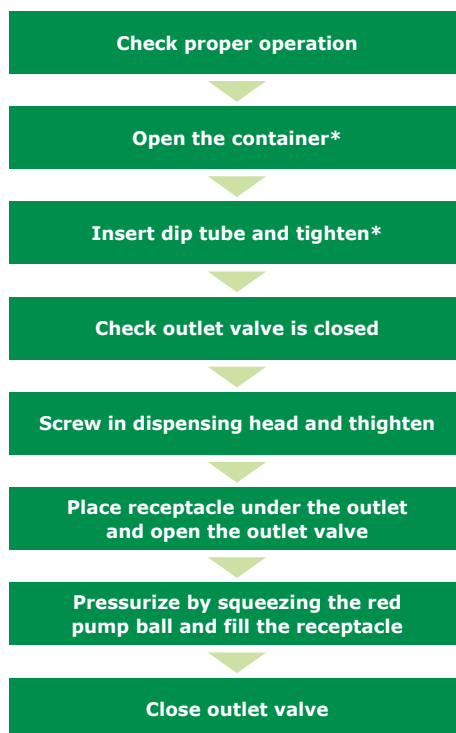 Check proper operation
Open the container*
Insert dip tube and tighten*
Check outlet valve is closed
Screw in dispensing head and thighten
Place receptacle under the outlet
and open the outlet valve
Pressurize by squeezing the red
pump ball and fill the receptacle
Close outlet valve